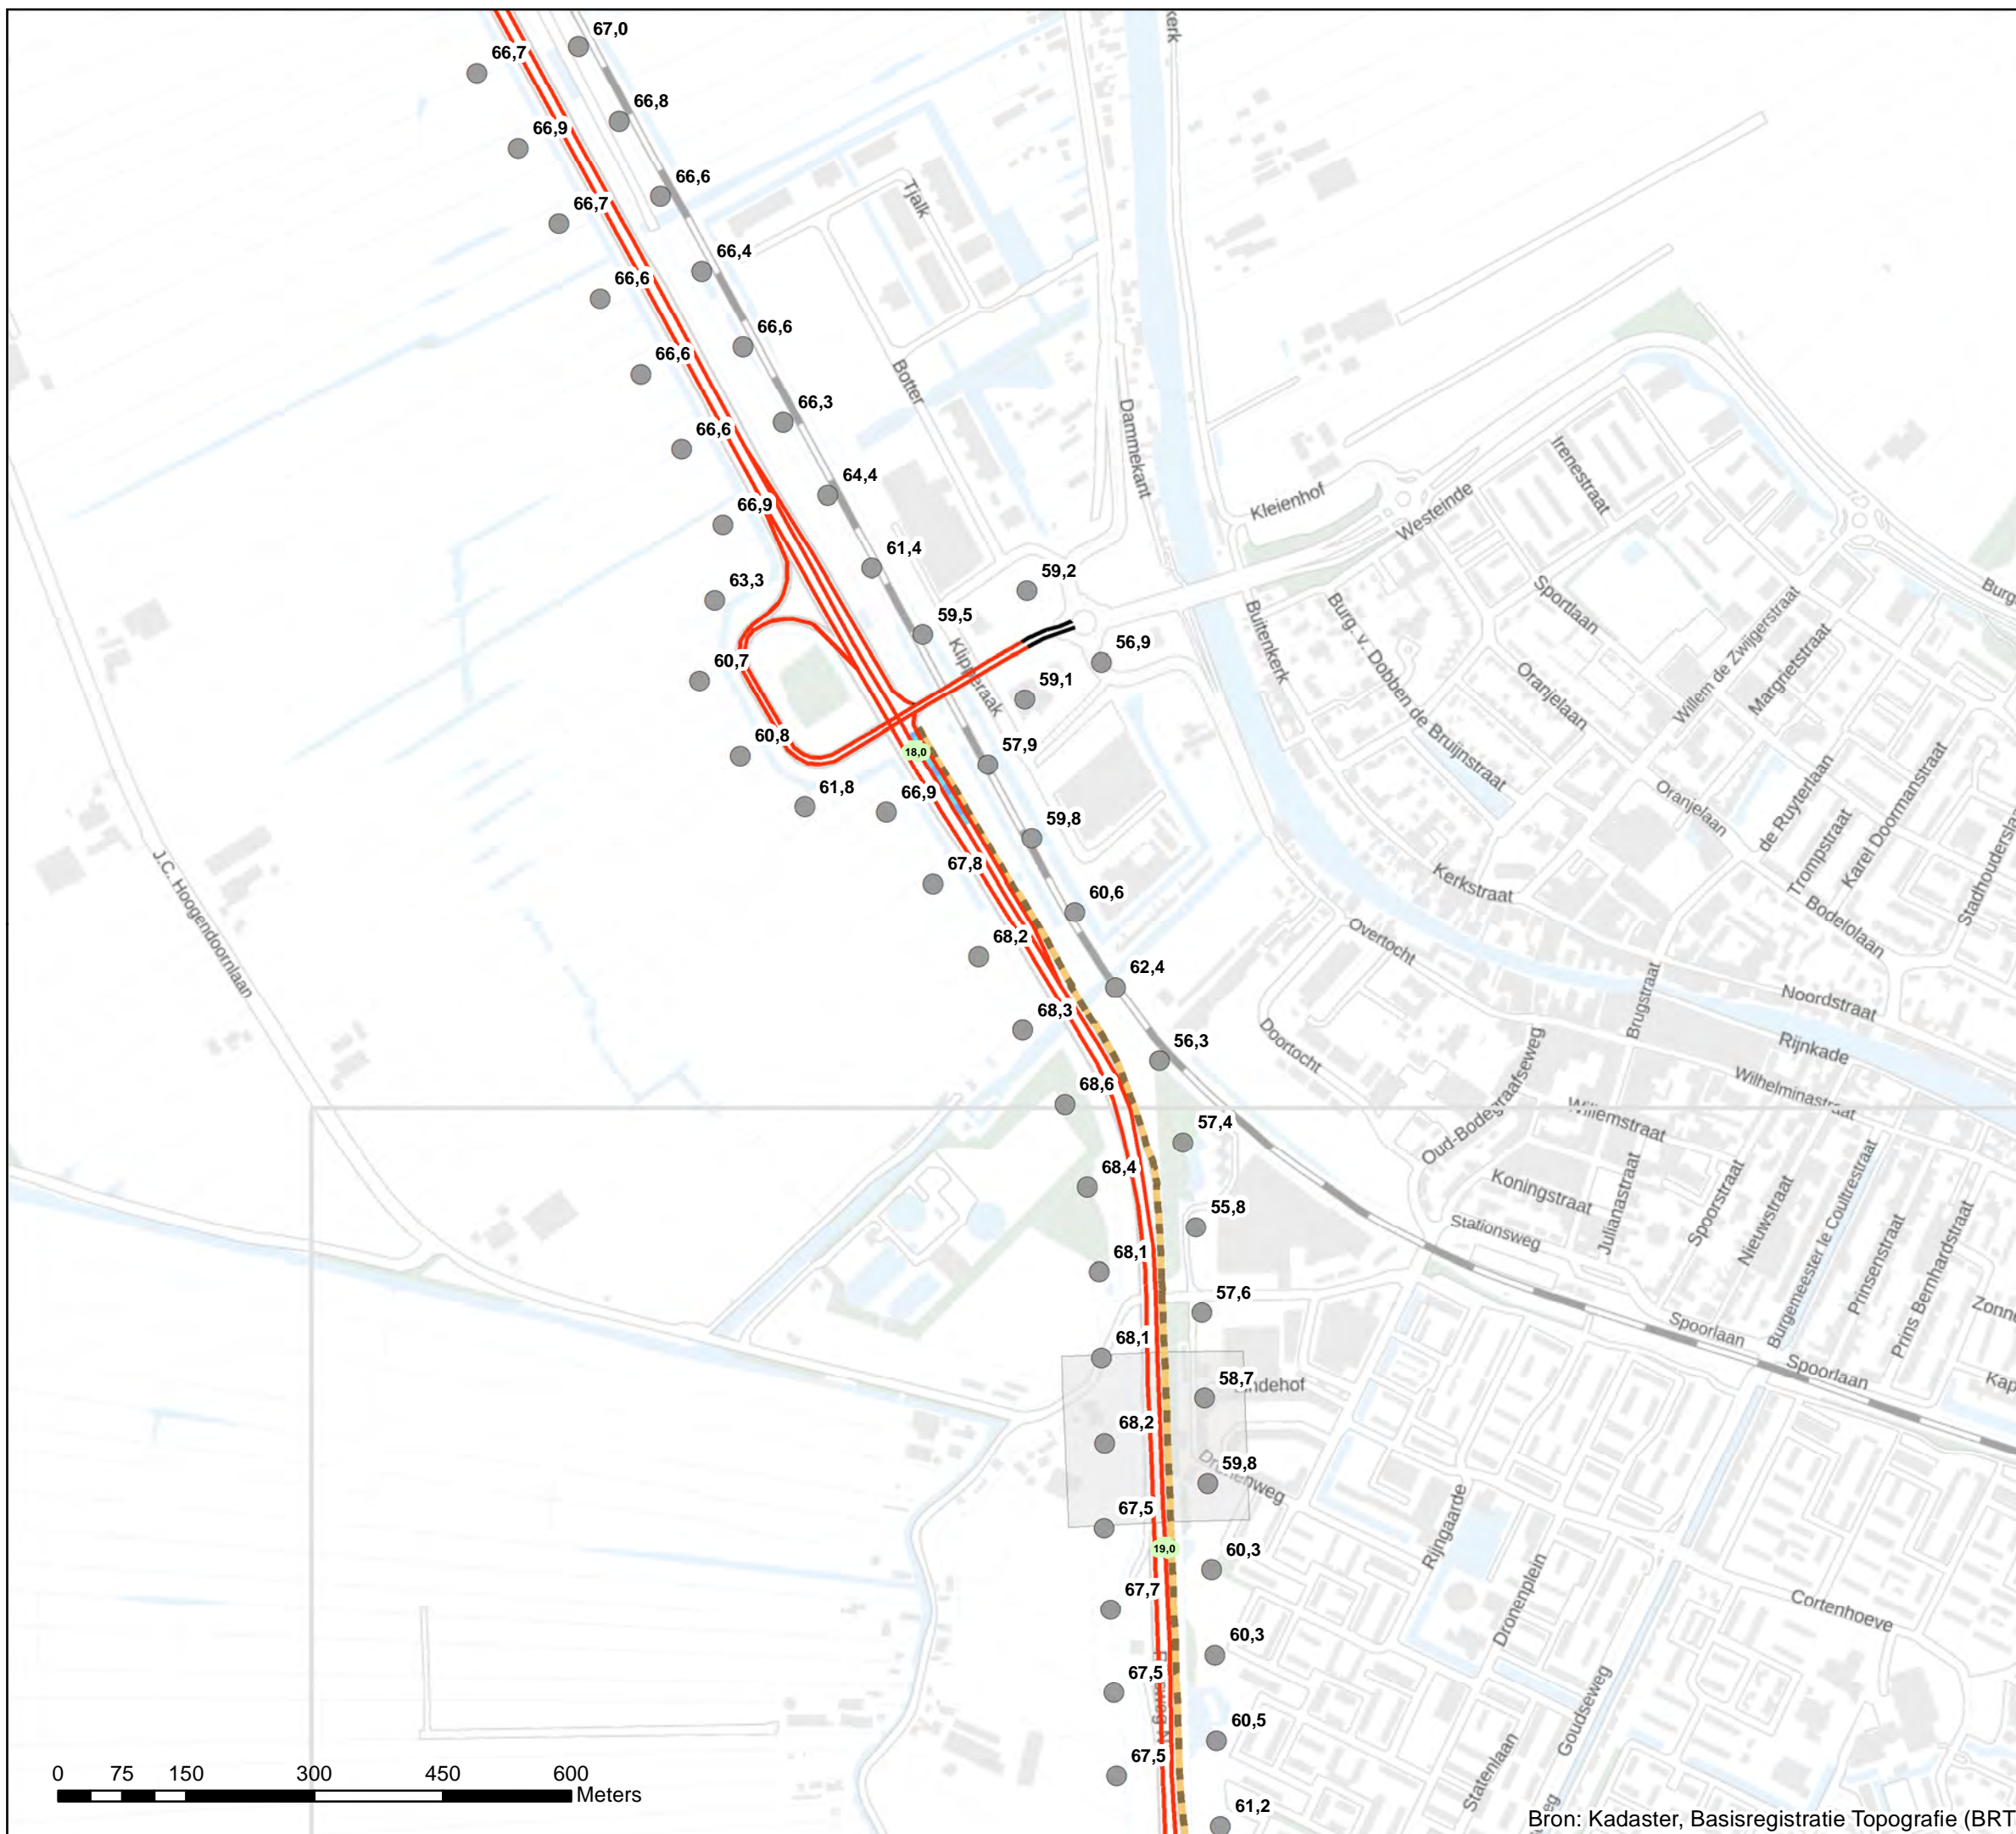 67,0
66,7
66,8
66,9
66,6
66,7
Tjalk
66,4
66,6
66,6
66,6
Botter
66,3
66,6
Dammekant
64,4
66,9
Kleienhof
Westeinde
Irenestraat
61,4
63,3
59,2
59,5
56,9
60,7
59,1
Klipperaak
Buitenkerk
Burg. v. Dobben de Bruijnstraat
Sportlaan
Oranjelaan
Willem de Zwijgerstraat
Margrietstraat
60,8
18,0
57,9
61,8
66,9
59,8
Oranjelaan
de Ruyterlaan
Trompstraat
Karel Doormanstraat
67,8
Kerkstraat
60,6
J.C. Hoogendoornlaan
68,2
Overtocht
Bodelolaan
62,4
68,3
Brugstraat
Noordstraat
56,3
Doortocht
Rijnkade
68,6
Wilhelminastraat
Oud-Bodegraafseweg
Willemstraat
57,4
68,4
Koningstraat
Julianastraat
Spoorstraat
Nieuwstraat
Burgemeester le Coultrestraat
Prinsenstraat
Prins Bernhardstraat
55,8
Stationsweg
68,1
57,6
68,1
Spoorlaan
Spoorlaan
58,7
68,2
59,8
67,5
Rijngaarde
19,0
60,3
67,7
Dronenplein
Cortenhoeve
60,3
67,5
Goudseweg
60,5
67,5
Statenlaan
61,2
0 75 150 300 450 600
Meters
Bron: Kadaster, Basisregistratie Topografie (BRT